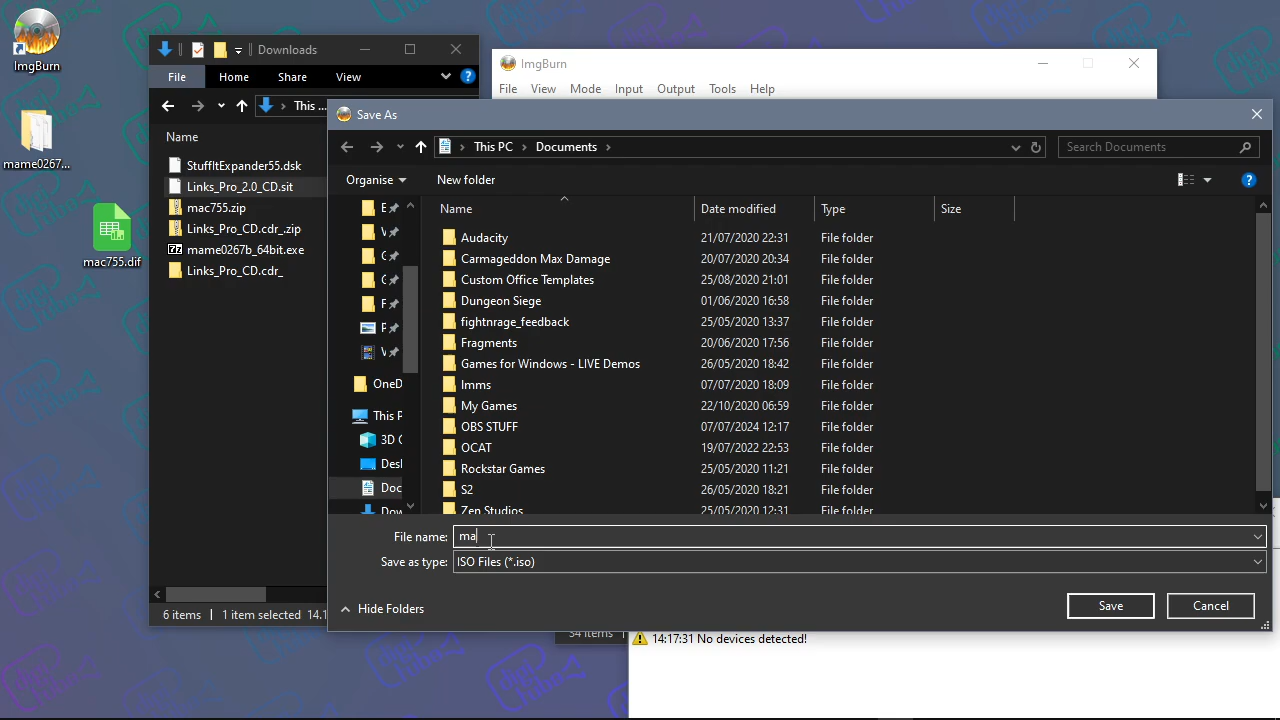 ImgBurn
mame0267...
mac755.dif
Downloads
File Home Share View
This ...
Name
StuffItExpander55.dsk
Links_Pro_2.0_CD.sit
mac755.zip
Links_Pro_CD.cdr_.zip
mame0267b_64bit.exe
Links_Pro_CD.cdr_
6 items 1 item selected 14.1
ImgBurn
File View Mode Input Output Tools Help
Save As
This PC > Documents >
Search Documents
Organise New folder
Name Date modified Type Size
Audacity 21/07/2020 22:31 File folder
Carmageddon Max Damage 20/07/2020 20:34 File folder
Custom Office Templates 25/08/2020 21:01 File folder
Dungeon Siege 01/06/2020 16:58 File folder
fightnrage_feedback 25/05/2020 13:37 File folder
Fragments 20/06/2020 17:56 File folder
Games for Windows - LIVE Demos 26/05/2020 18:42 File folder
Imms 07/07/2020 18:09 File folder
My Games 22/10/2020 06:59 File folder
OBS STUFF 07/07/2024 12:17 File folder
OCAT 19/07/2022 22:53 File folder
Rockstar Games 25/05/2020 11:21 File folder
S2 26/05/2020 18:21 File folder
Zen Studios 25/05/2020 12:31 File folder
OneD
This P
3D
Desl
Doc
File name: ma
Save as type: ISO Files (*.iso)
Hide Folders
Save Cancel
34 items
14:17:31 No devices detected!